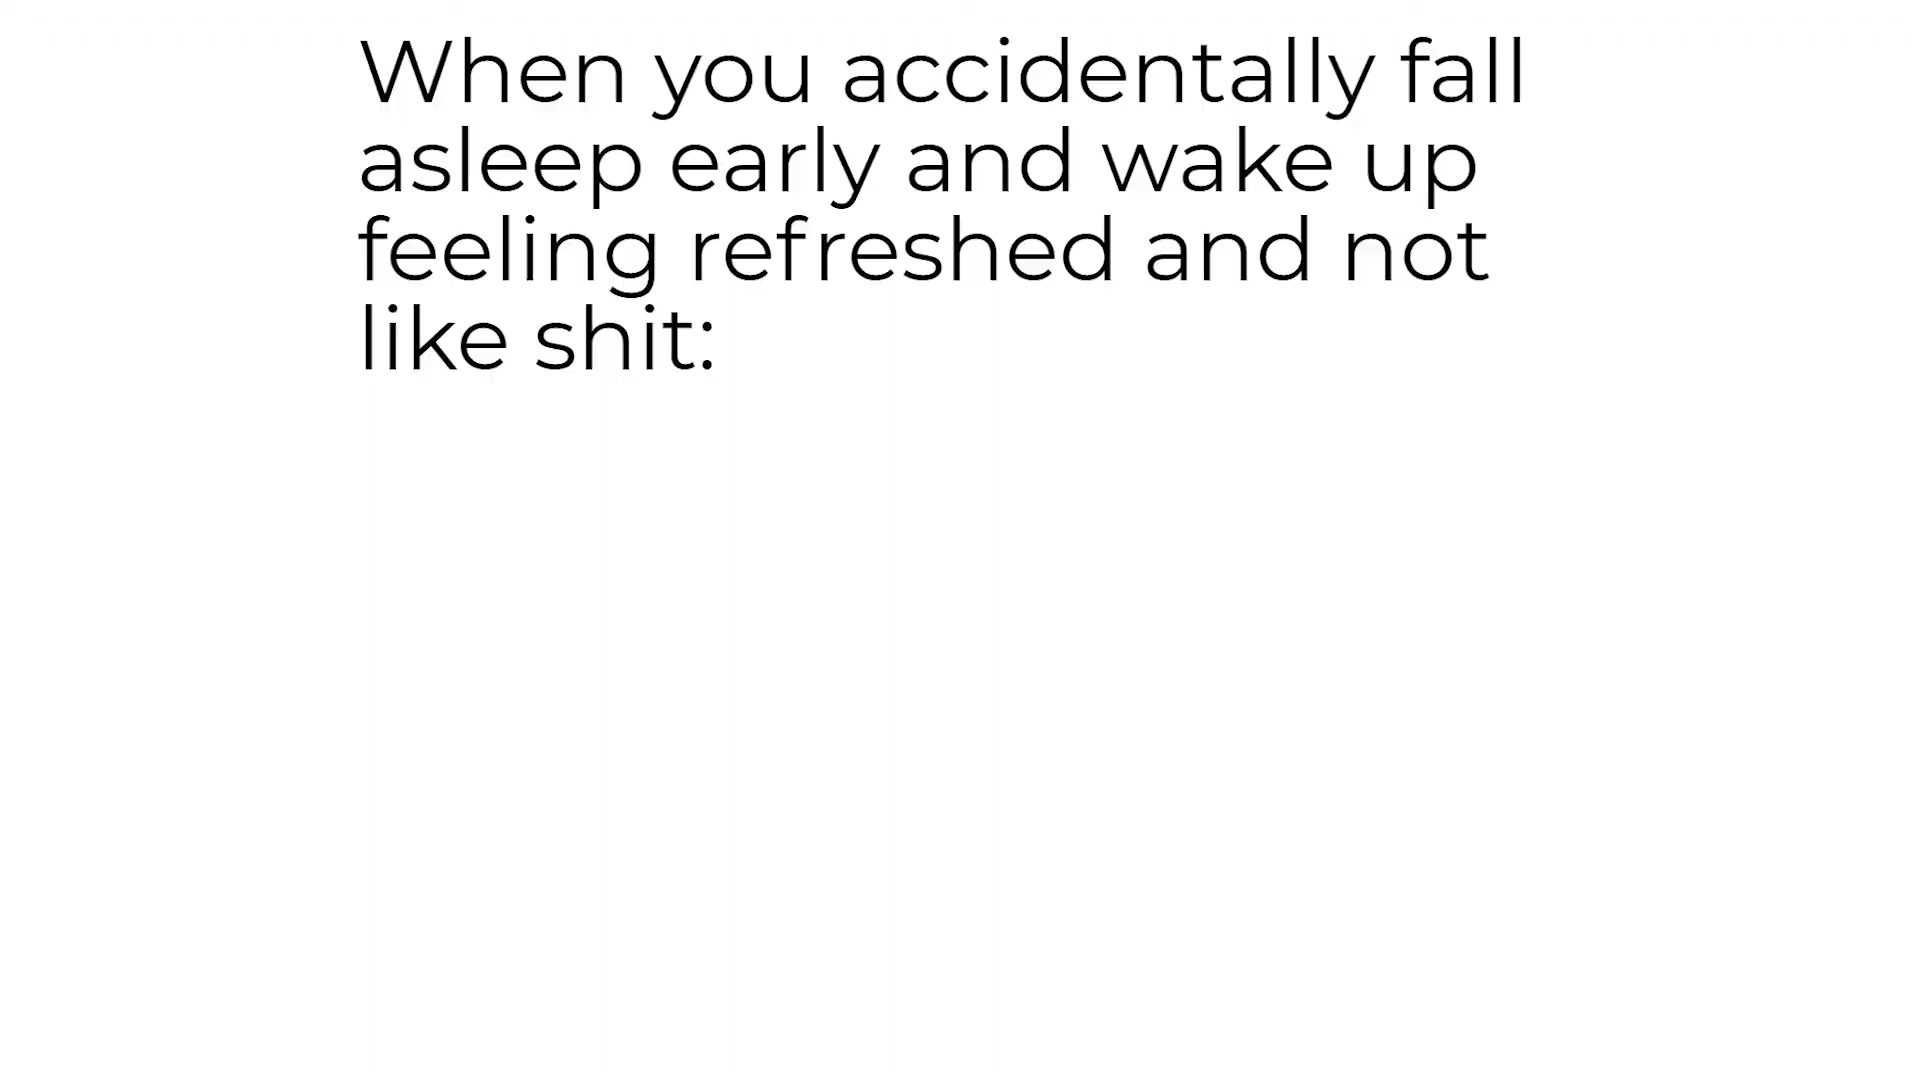 When you accidentally fall
asleep early and wake up
feeling refreshed and not
like shit: